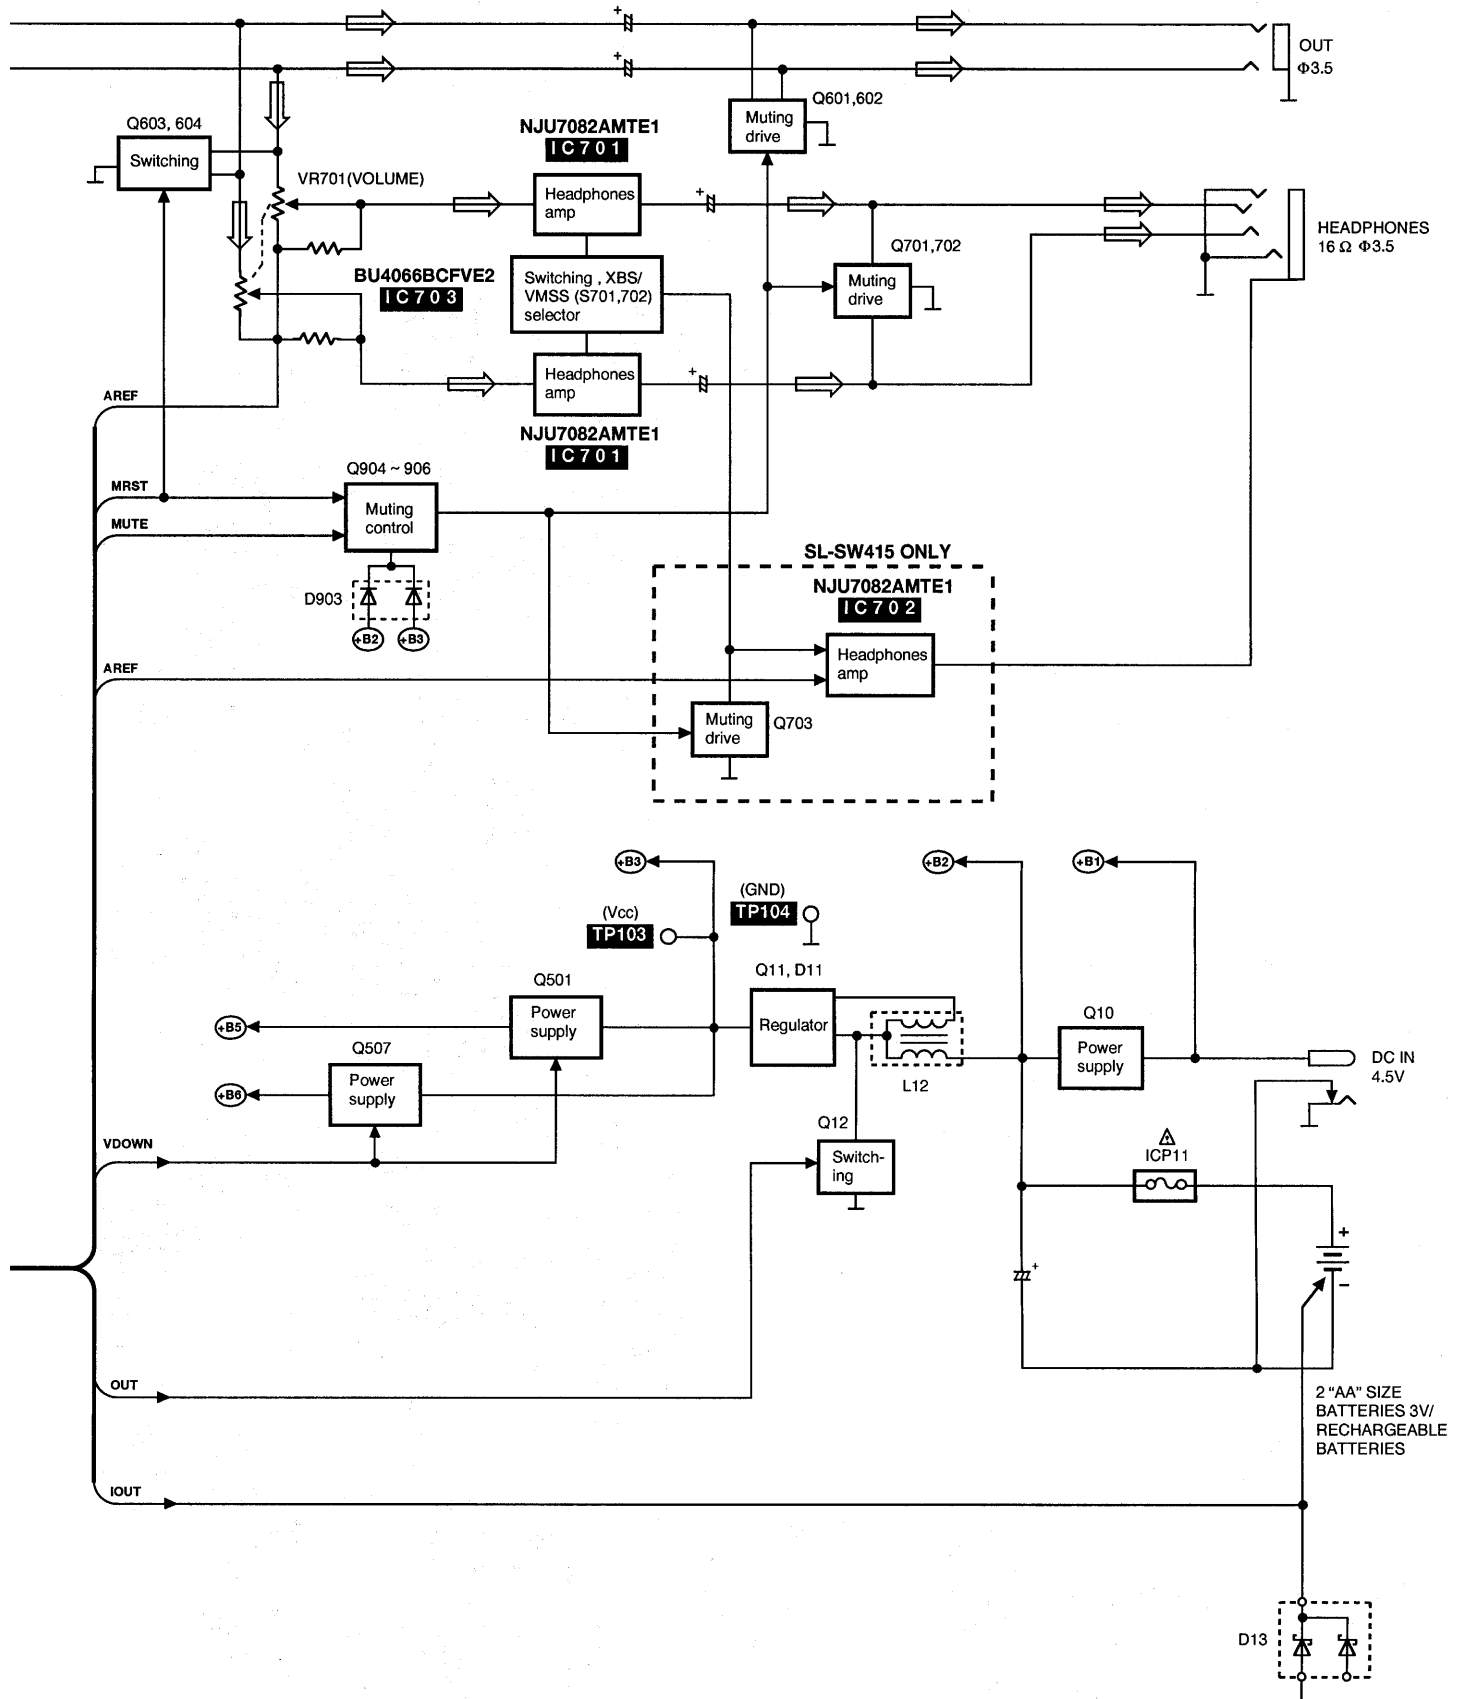 OUT
Φ3.5
Q601,602
Muting
drive
Q603, 604
Switching
NJU7082AMTE1
IC701
VR701(VOLUME)
Headphones
amp
HEADPHONES
16 Ω Φ3.5
Q701,702
Muting
drive
BU4066BCFVE2
IC703
Switching , XBS/
VMSS (S701,702)
selector
Headphones
amp
AREF
NJU7082AMTE1
IC701
Q904 ~ 906
MRST
Muting
control
MUTE
SL-SW415 ONLY
NJU7082AMTE1
IC702
D903
+B2
+B3
Headphones
amp
AREF
Muting
drive
Q703
+B3
+B2
+B1
(GND)
TP104
(Vcc)
TP103
Q11, D11
Q501
Power
supply
Regulator
Q10
Power
supply
+B5
DC IN
4.5V
Q507
Power
supply
L12
+B6
Q12
VDOWN
Switch-
ing
ICP11
+
+
−
OUT
2 “AA” SIZE
BATTERIES 3V/
RECHARGEABLE
BATTERIES
IOUT
D13
+
+
+
+